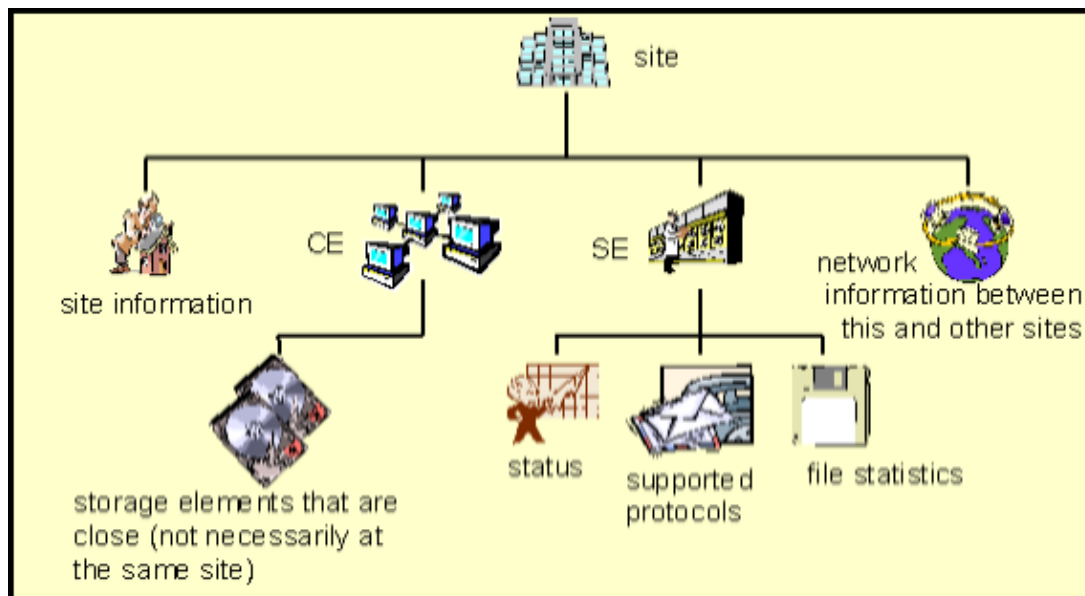 site
CE
SE
site information
network
information between
this and other sites
storage elements that are
close (not necessarily at
the same site)
status
supported
protocols
file statistics